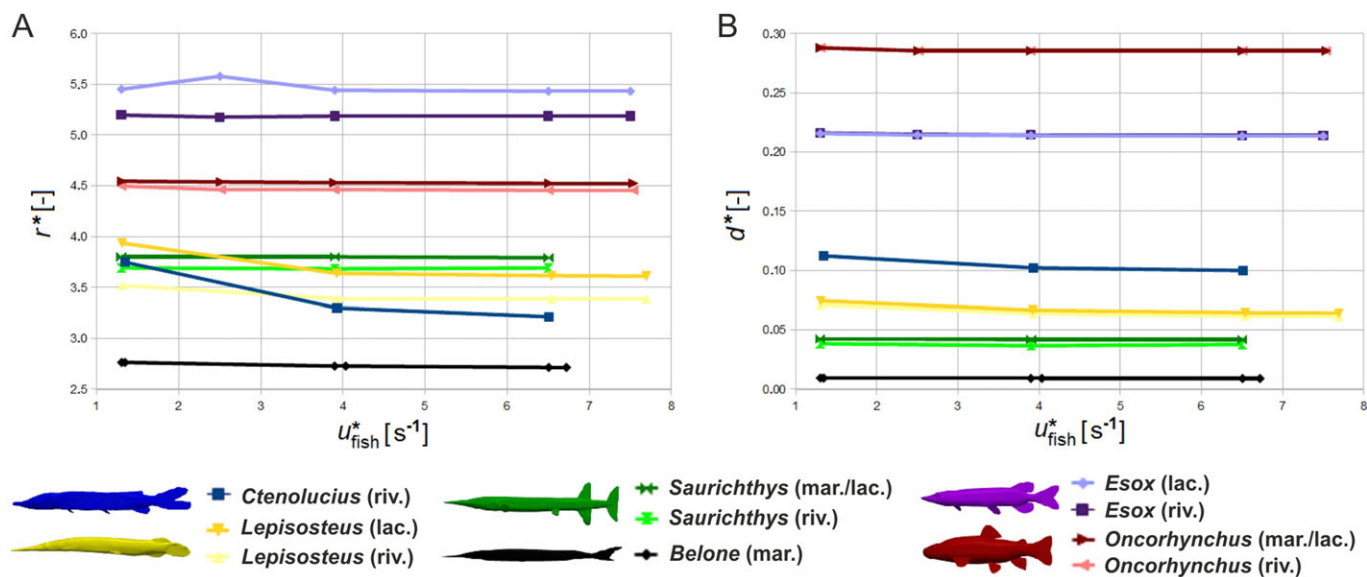 A
B
6.0
5.5
5.0
4.5
4.0
3.5
3.0
2.5
r* [-]
1 2 3 4 5 6 7 8
u*fish [s-1]
0.30
0.25
0.20
0.15
0.10
0.05
0.00
d* [-]
1 2 3 4 5 6 7 8
u*fish [s-1]
Ctenolucius (riv.)
Lepisosteus (lac.)
Lepisosteus (riv.)
Saurichthys (mar./lac.)
Saurichthys (riv.)
Belone (mar.)
Esox (lac.)
Esox (riv.)
Oncorhynchus (mar./lac.)
Oncorhynchus (riv.)